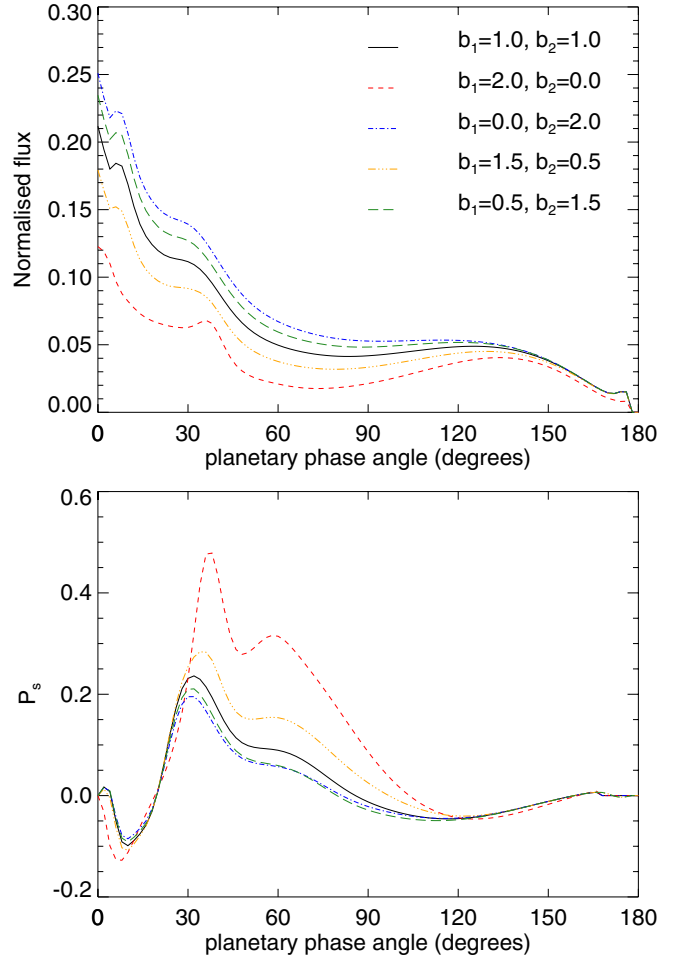 0.30
0.25
0.20
0.15
0.10
0.05
0.00
Normalised flux
b₁=1.0, b₂=1.0
b₁=2.0, b₂=0.0
b₁=0.0, b₂=2.0
b₁=1.5, b₂=0.5
b₁=0.5, b₂=1.5
0 30 60 90 120 150 180
planetary phase angle (degrees)
0.6
0.4
0.2
0.0
-0.2
Pₛ
0 30 60 90 120 150 180
planetary phase angle (degrees)